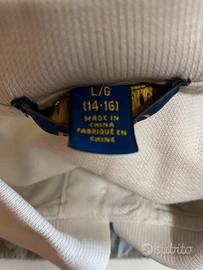 L/G
(14-16)
MADE IN
CHINA
FABRIQUÉ EN
CHINE
subito